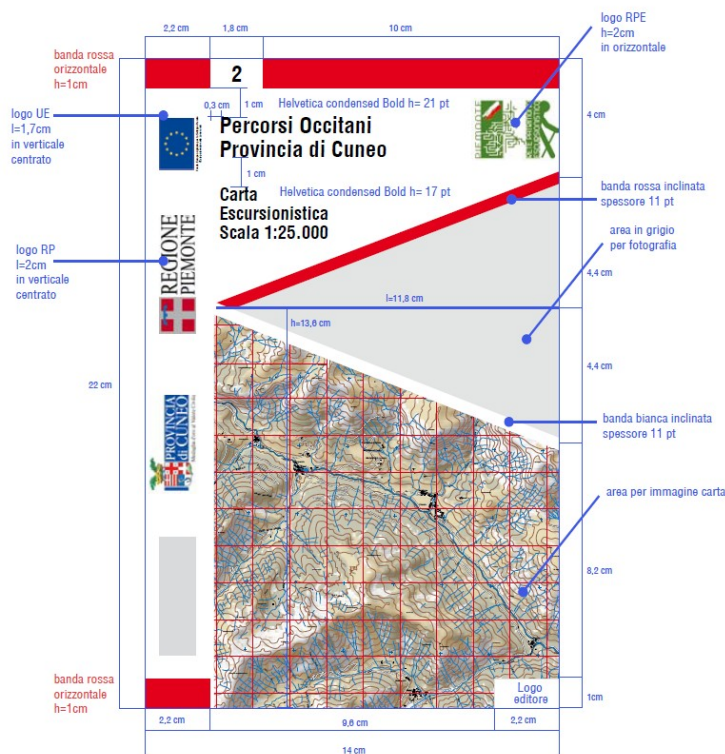 2,2 cm
1,8 cm
10 cm
logo RPE
h=2cm
in orizzontale
banda rossa
orizzontale
h=1cm
2
logo UE
l=1,7cm
in verticale
centrato
0,3 cm
1 cm
Helvetica condensed Bold h= 21 pt
Percorsi Occitani
Provincia di Cuneo
PIEMONTE
4 cm
1 cm
Helvetica condensed Bold h= 17 pt
Carta
Escursionistica
Scala 1:25.000
banda rossa inclinata
spessore 11 pt
area in grigio
per fotografia
logo RP
l=2cm
in verticale
centrato
REGIONE
PIEMONTE
4,4 cm
l=11,8 cm
h=13,6 cm
22 cm
4,4 cm
PROVINCIA
di CUNEO
banda bianca inclinata
spessore 11 pt
area per immagine carta
8,2 cm
banda rossa
orizzontale
h=1cm
Logo
editore
1cm
2,2 cm
9,6 cm
2,2 cm
14 cm